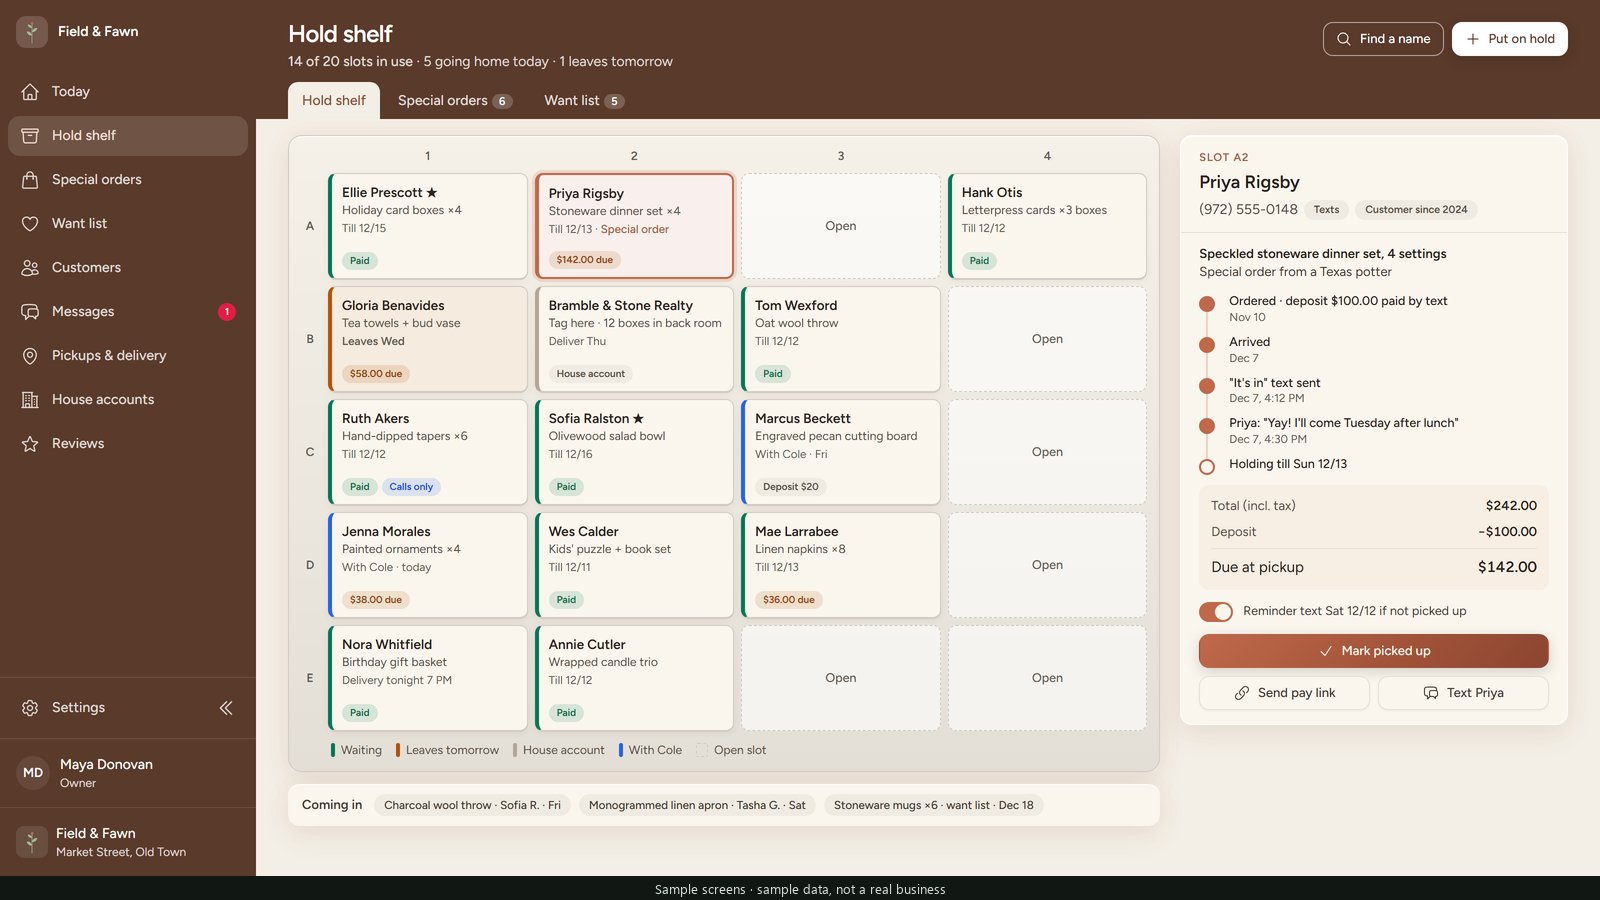 Field & Fawn
Today
Hold shelf
Special orders
Want list
Customers
Messages 1
Pickups & delivery
House accounts
Reviews
Settings
MD
Maya Donovan
Owner
Field & Fawn
Market Street, Old Town
Hold shelf
14 of 20 slots in use · 5 going home today · 1 leaves tomorrow
Find a name
Put on hold
Hold shelf
Special orders 6
Want list 5
1 2 3 4
A
Ellie Prescott ★
Holiday card boxes ×4
Till 12/15
Paid
Priya Rigsby
Stoneware dinner set ×4
Till 12/13 · Special order
$142.00 due
Open
Hank Otis
Letterpress cards ×3 boxes
Till 12/12
Paid
B
Gloria Benavides
Tea towels + bud vase
Leaves Wed
$58.00 due
Bramble & Stone Realty
Tag here · 12 boxes in back room
Deliver Thu
House account
Tom Wexford
Oat wool throw
Till 12/12
Paid
Open
C
Ruth Akers
Hand-dipped tapers ×6
Till 12/12
Paid Calls only
Sofia Ralston ★
Olivewood salad bowl
Till 12/16
Paid
Marcus Beckett
Engraved pecan cutting board
With Cole · Fri
Deposit $20
Open
D
Jenna Morales
Painted ornaments ×4
With Cole · today
$38.00 due
Wes Calder
Kids' puzzle + book set
Till 12/11
Paid
Mae Larrabee
Linen napkins ×8
Till 12/13
$36.00 due
Open
E
Nora Whitfield
Birthday gift basket
Delivery tonight 7 PM
Paid
Annie Cutler
Wrapped candle trio
Till 12/12
Paid
Open
Open
Waiting Leaves tomorrow House account With Cole Open slot
Coming in
Charcoal wool throw · Sofia R. · Fri
Monogrammed linen apron · Tasha G. · Sat
Stoneware mugs ×6 · want list · Dec 18
SLOT A2
Priya Rigsby
(972) 555-0148 Texts Customer since 2024
Speckled stoneware dinner set, 4 settings
Special order from a Texas potter
Ordered · deposit $100.00 paid by text
Nov 10
Arrived
Dec 7
"It's in" text sent
Dec 7, 4:12 PM
Priya: "Yay! I'll come Tuesday after lunch"
Dec 7, 4:30 PM
Holding till Sun 12/13
Total (incl. tax) $242.00
Deposit −$100.00
Due at pickup $142.00
Reminder text Sat 12/12 if not picked up
Mark picked up
Send pay link
Text Priya
Sample screens · sample data, not a real business